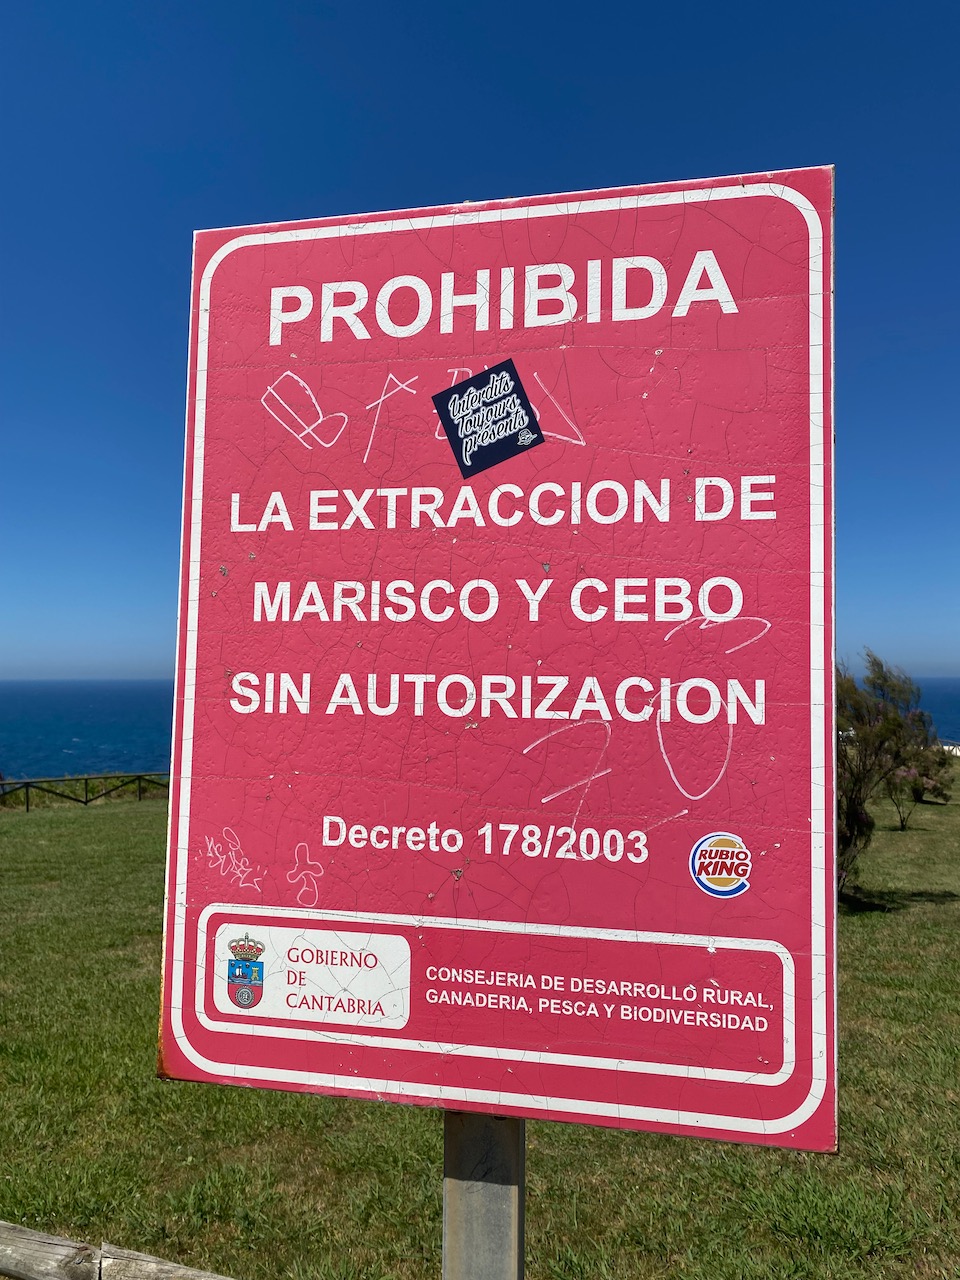 PROHIBIDA
Interdits
Toujours
présents
LA EXTRACCION DE
MARISCO Y CEBO
SIN AUTORIZACION
Decreto 178/2003
RUBIO
KING
GOBIERNO
DE
CANTABRIA
CONSEJERIA DE DESARROLLO RURAL,
GANADERIA, PESCA Y BIODIVERSIDAD